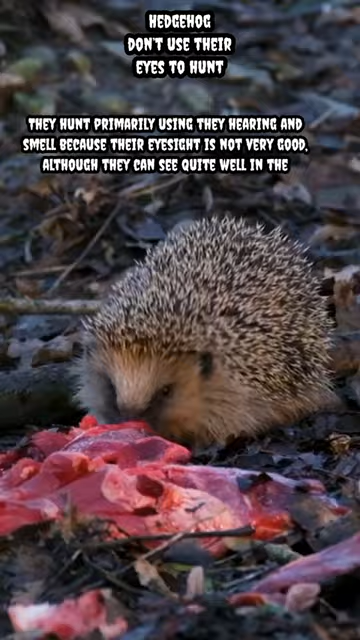 HEDGEHOG
DON'T USE THEIR
EYES TO HUNT
THEY HUNT PRIMARILY USING THEY HEARING AND
SMELL BECAUSE THEIR EYESIGHT IS NOT VERY GOOD,
ALTHOUGH THEY CAN SEE QUITE WELL IN THE